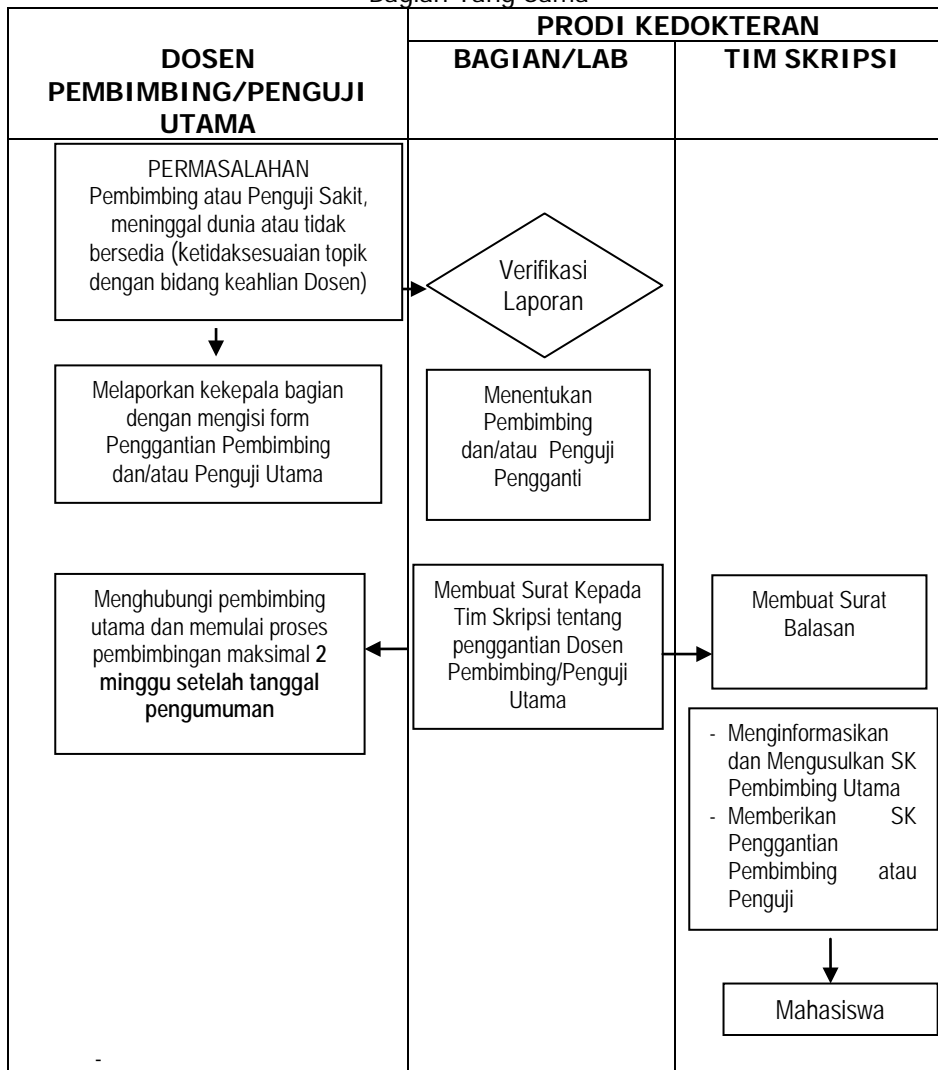 Bagian Yang Sama
PRODI KEDOKTERAN
DOSEN
PEMBIMBING/PENGUJI
UTAMA
BAGIAN/LAB
TIM SKRIPSI
PERMASALAHAN
Pembimbing atau Penguji Sakit,
meninggal dunia atau tidak
bersedia (ketidaksesuaian topik
dengan bidang keahlian Dosen)
Verifikasi
Laporan
Melaporkan kekepala bagian
dengan mengisi form
Penggantian Pembimbing
dan/atau Penguji Utama
Menentukan
Pembimbing
dan/atau Penguji
Pengganti
Menghubungi pembimbing
utama dan memulai proses
pembimbingan maksimal 2
minggu setelah tanggal
pengumuman
Membuat Surat Kepada
Tim Skripsi tentang
penggantian Dosen
Pembimbing/Penguji
Utama
Membuat Surat
Balasan
- Menginformasikan
dan Mengusulkan SK
Pembimbing Utama
- Memberikan SK
Penggantian
Pembimbing atau
Penguji
Mahasiswa
-